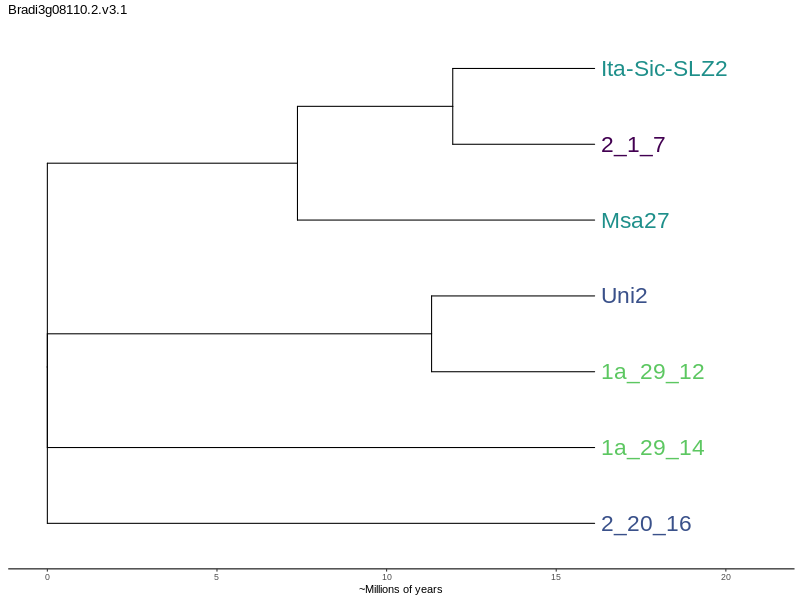 Bradi3g08110.2.v3.1
Ita-Sic-SLZ2
2_1_7
Msa27
Uni2
1a_29_12
1a_29_14
2_20_16
0 5 10 15 20
~Millions of years